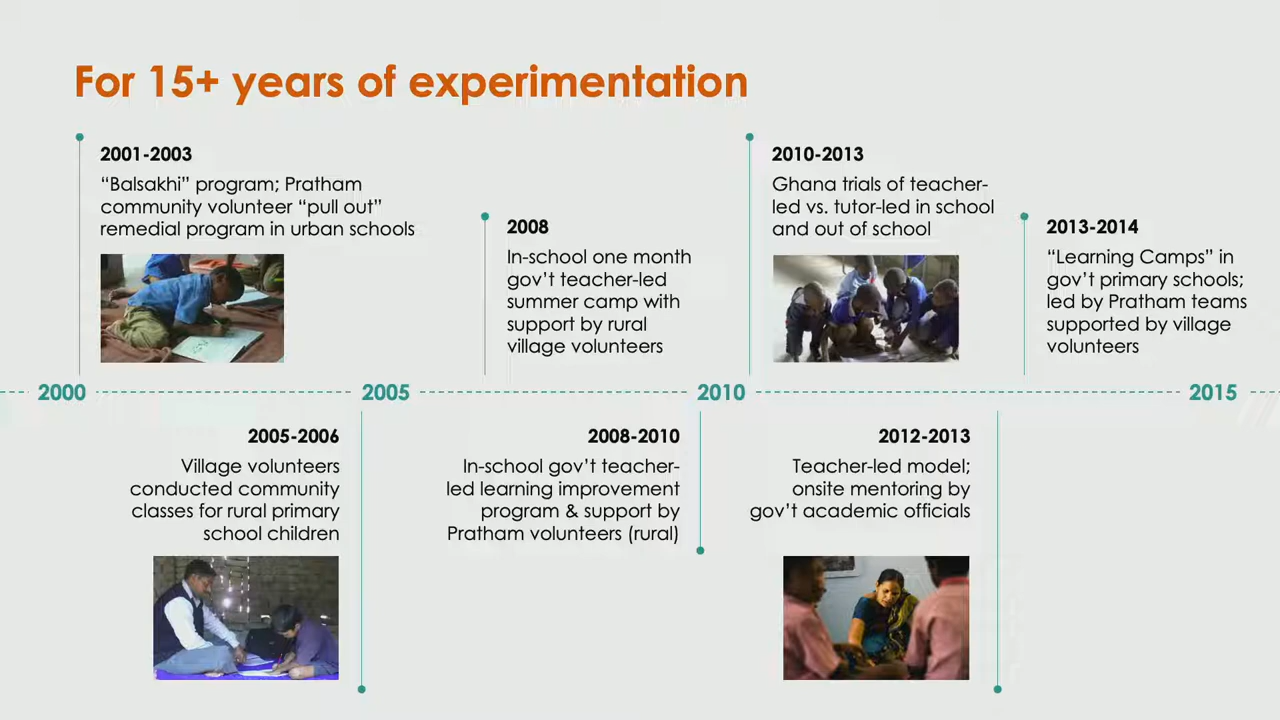 For 15+ years of experimentation
2001-2003
“Balsakhi” program; Pratham
community volunteer “pull out”
remedial program in urban schools
2008
In-school one month
gov’t teacher-led
summer camp with
support by rural
village volunteers
2010-2013
Ghana trials of teacher-
led vs. tutor-led in school
and out of school
2013-2014
“Learning Camps” in
gov’t primary schools;
led by Pratham teams
supported by village
volunteers
2000
2005
2010
2015
2005-2006
Village volunteers
conducted community
classes for rural primary
school children
2008-2010
In-school gov’t teacher-
led learning improvement
program & support by
Pratham volunteers (rural)
2012-2013
Teacher-led model;
onsite mentoring by
gov’t academic officials